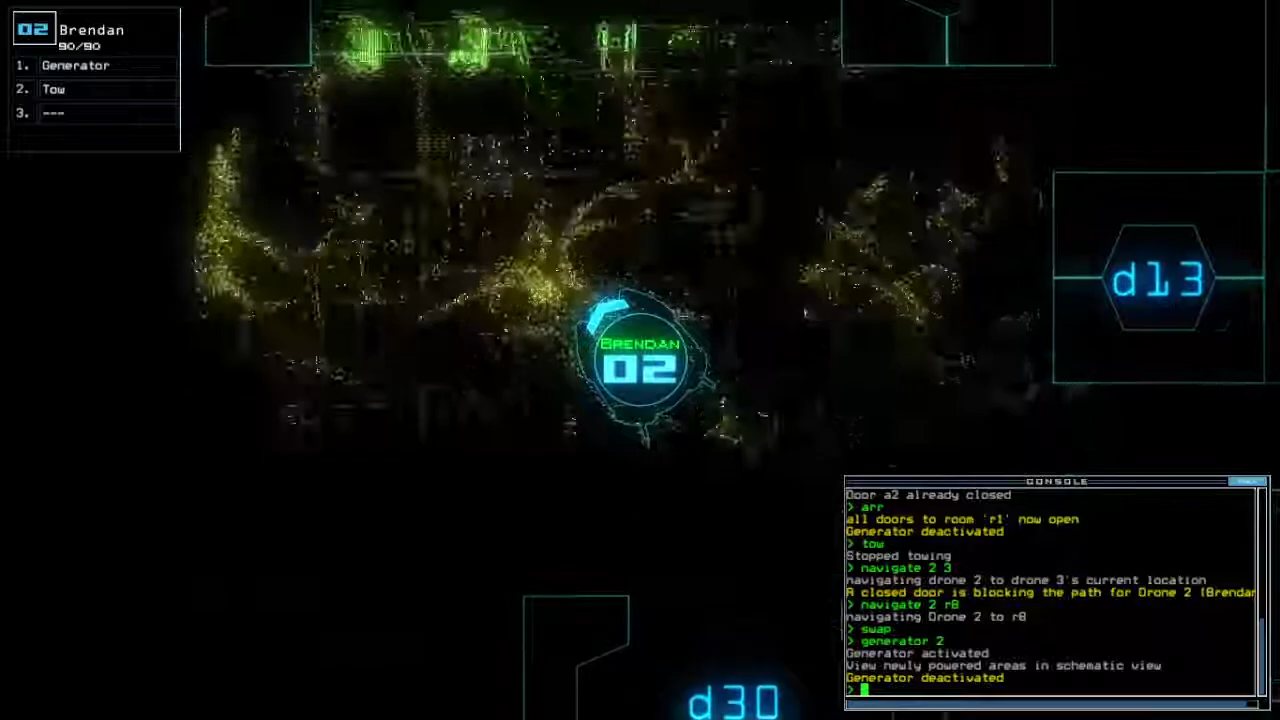 02 Brendan
90/90
1. Generator
2. Tow
3. ---
d13
BRENDAN
02
d30
CONSOLE
Door a2 already closed
> arr
all doors to room 'r1' now open
Generator deactivated
> tow
Stopped towing
> navigate 2 3
navigating drone 2 to drone 3's current location
A closed door is blocking the path for Drone 2 (Brendan
> navigate 2 r8
navigating Drone 2 to r8
> swap
> generator 2
Generator activated
View newly powered areas in schematic view
Generator deactivated
>